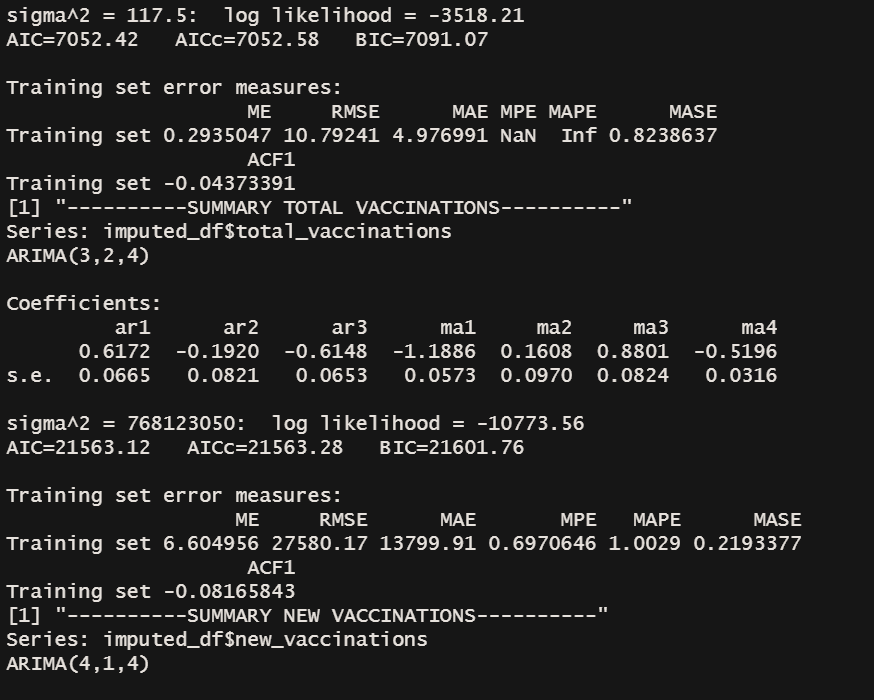 sigma^2 = 117.5:  log likelihood = -3518.21
AIC=7052.42   AICc=7052.58   BIC=7091.07

Training set error measures:
                    ME     RMSE      MAE MPE MAPE      MASE
Training set 0.2935047 10.79241 4.976991 NaN  Inf 0.8238637
                    ACF1
Training set -0.04373391
[1] "----------SUMMARY TOTAL VACCINATIONS----------"
Series: imputed_df$total_vaccinations
ARIMA(3,2,4)

Coefficients:
         ar1      ar2      ar3      ma1     ma2     ma3      ma4
      0.6172  -0.1920  -0.6148  -1.1886  0.1608  0.8801  -0.5196
s.e.  0.0665   0.0821   0.0653   0.0573  0.0970  0.0824   0.0316

sigma^2 = 768123050:  log likelihood = -10773.56
AIC=21563.12   AICc=21563.28   BIC=21601.76

Training set error measures:
                   ME     RMSE      MAE       MPE   MAPE      MASE
Training set 6.604956 27580.17 13799.91 0.6970646 1.0029 0.2193377
                    ACF1
Training set -0.08165843
[1] "----------SUMMARY NEW VACCINATIONS----------"
Series: imputed_df$new_vaccinations
ARIMA(4,1,4)